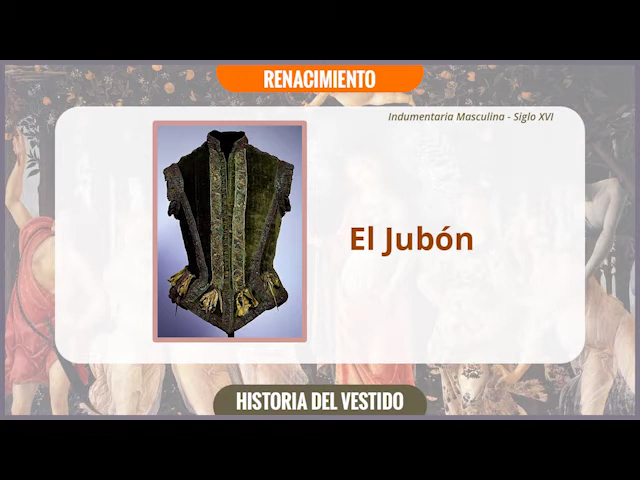 RENACIMIENTO
Indumentaria Masculina - Siglo XVI
El Jubón
HISTORIA DEL VESTIDO